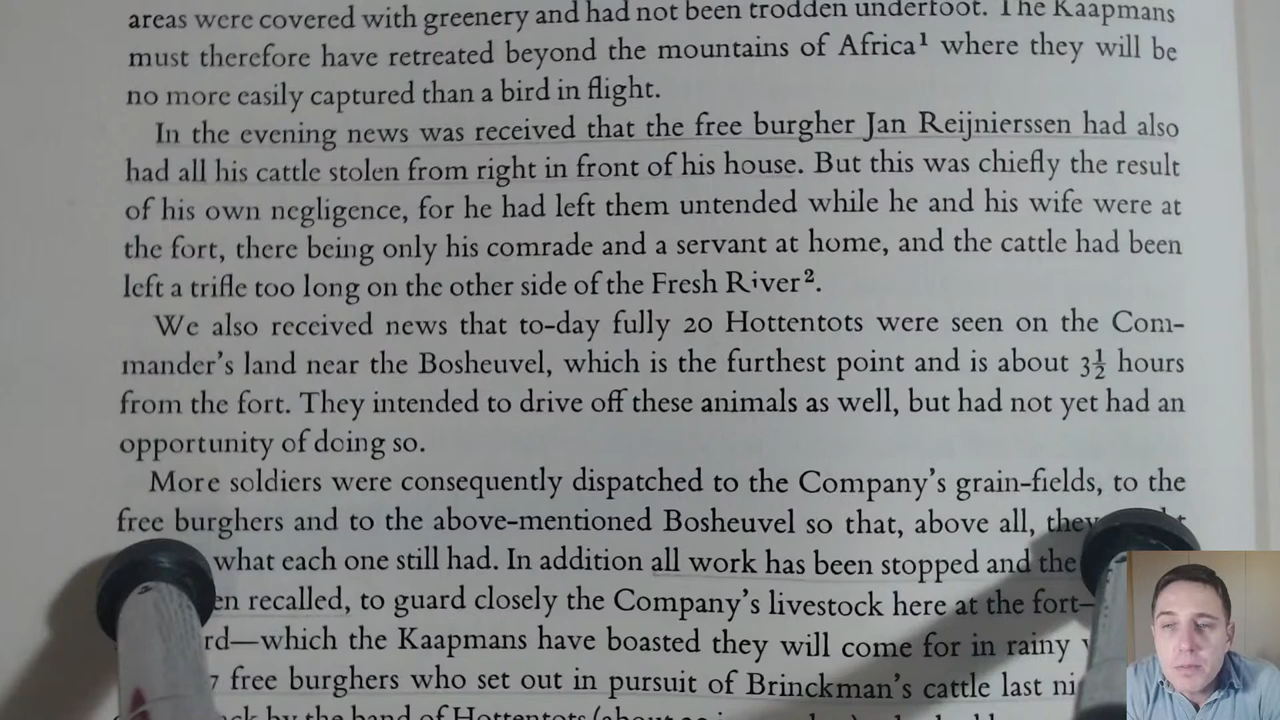 areas were covered with greenery and had not been trodden underfoot. The Kaapmans
must therefore have retreated beyond the mountains of Africa¹ where they will be
no more easily captured than a bird in flight.
In the evening news was received that the free burgher Jan Reijnierssen had also
had all his cattle stolen from right in front of his house. But this was chiefly the result
of his own negligence, for he had left them untended while he and his wife were at
the fort, there being only his comrade and a servant at home, and the cattle had been
left a trifle too long on the other side of the Fresh River².
We also received news that to-day fully 20 Hottentots were seen on the Com-
mander's land near the Bosheuvel, which is the furthest point and is about 3½ hours
from the fort. They intended to drive off these animals as well, but had not yet had an
opportunity of doing so.
More soldiers were consequently dispatched to the Company's grain-fields, to the
free burghers and to the above-mentioned Bosheuvel so that, above all, they
what each one still had. In addition all work has been stopped and the
en recalled, to guard closely the Company's livestock here at the fort—
rd—which the Kaapmans have boasted they will come for in rainy
7 free burghers who set out in pursuit of Brinckman's cattle last ni
ck by the band of Hottentots